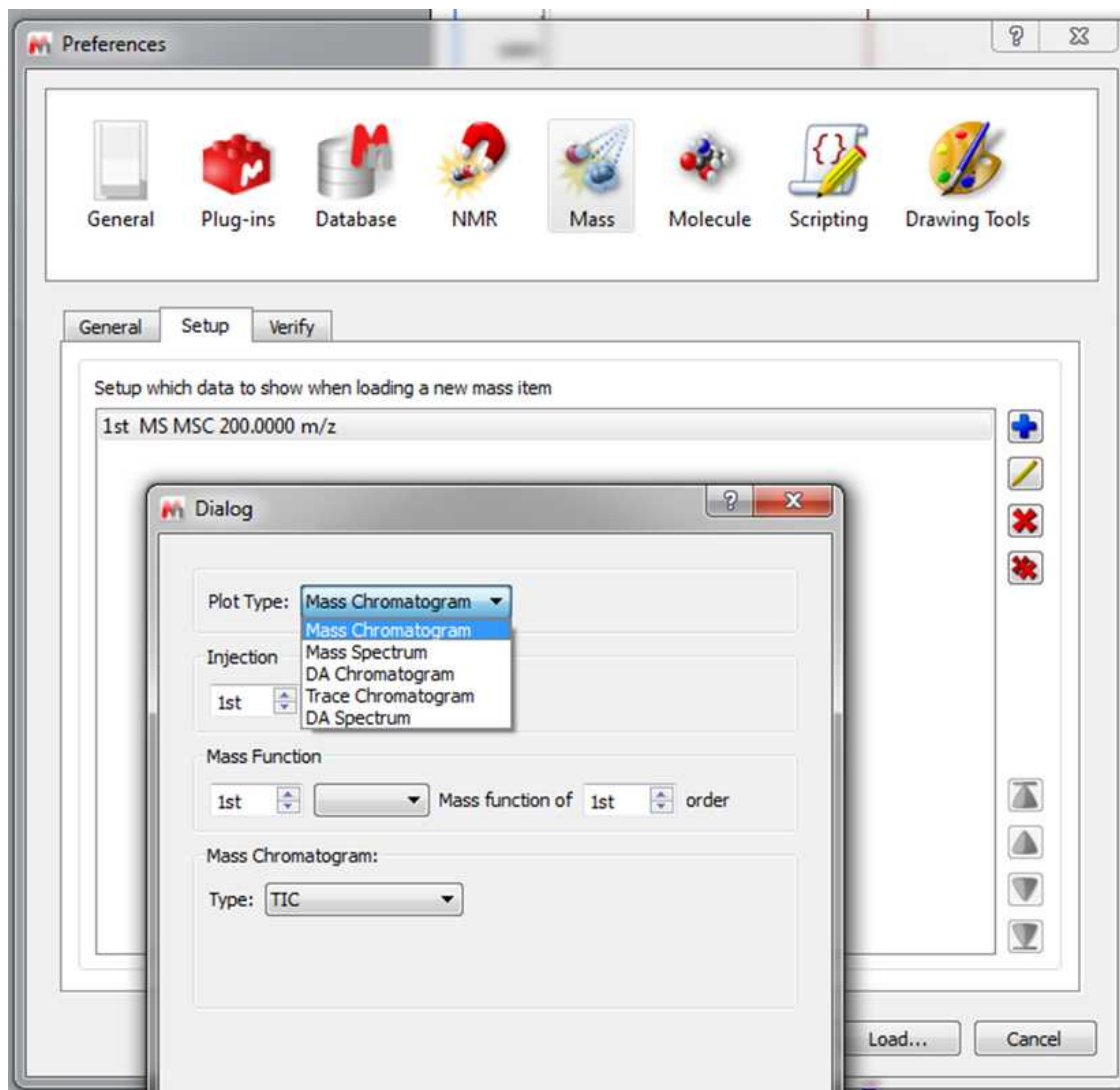 Preferences
General Plug-ins Database NMR Mass Molecule Scripting Drawing Tools
General Setup Verify
Setup which data to show when loading a new mass item
1st MS MSC 200.0000 m/z
Dialog
Plot Type: Mass Chromatogram
Mass Chromatogram
Mass Spectrum
DA Chromatogram
Trace Chromatogram
DA Spectrum
Injection
1st
Mass Function
1st Mass function of 1st order
Mass Chromatogram:
Type: TIC
Load... Cancel